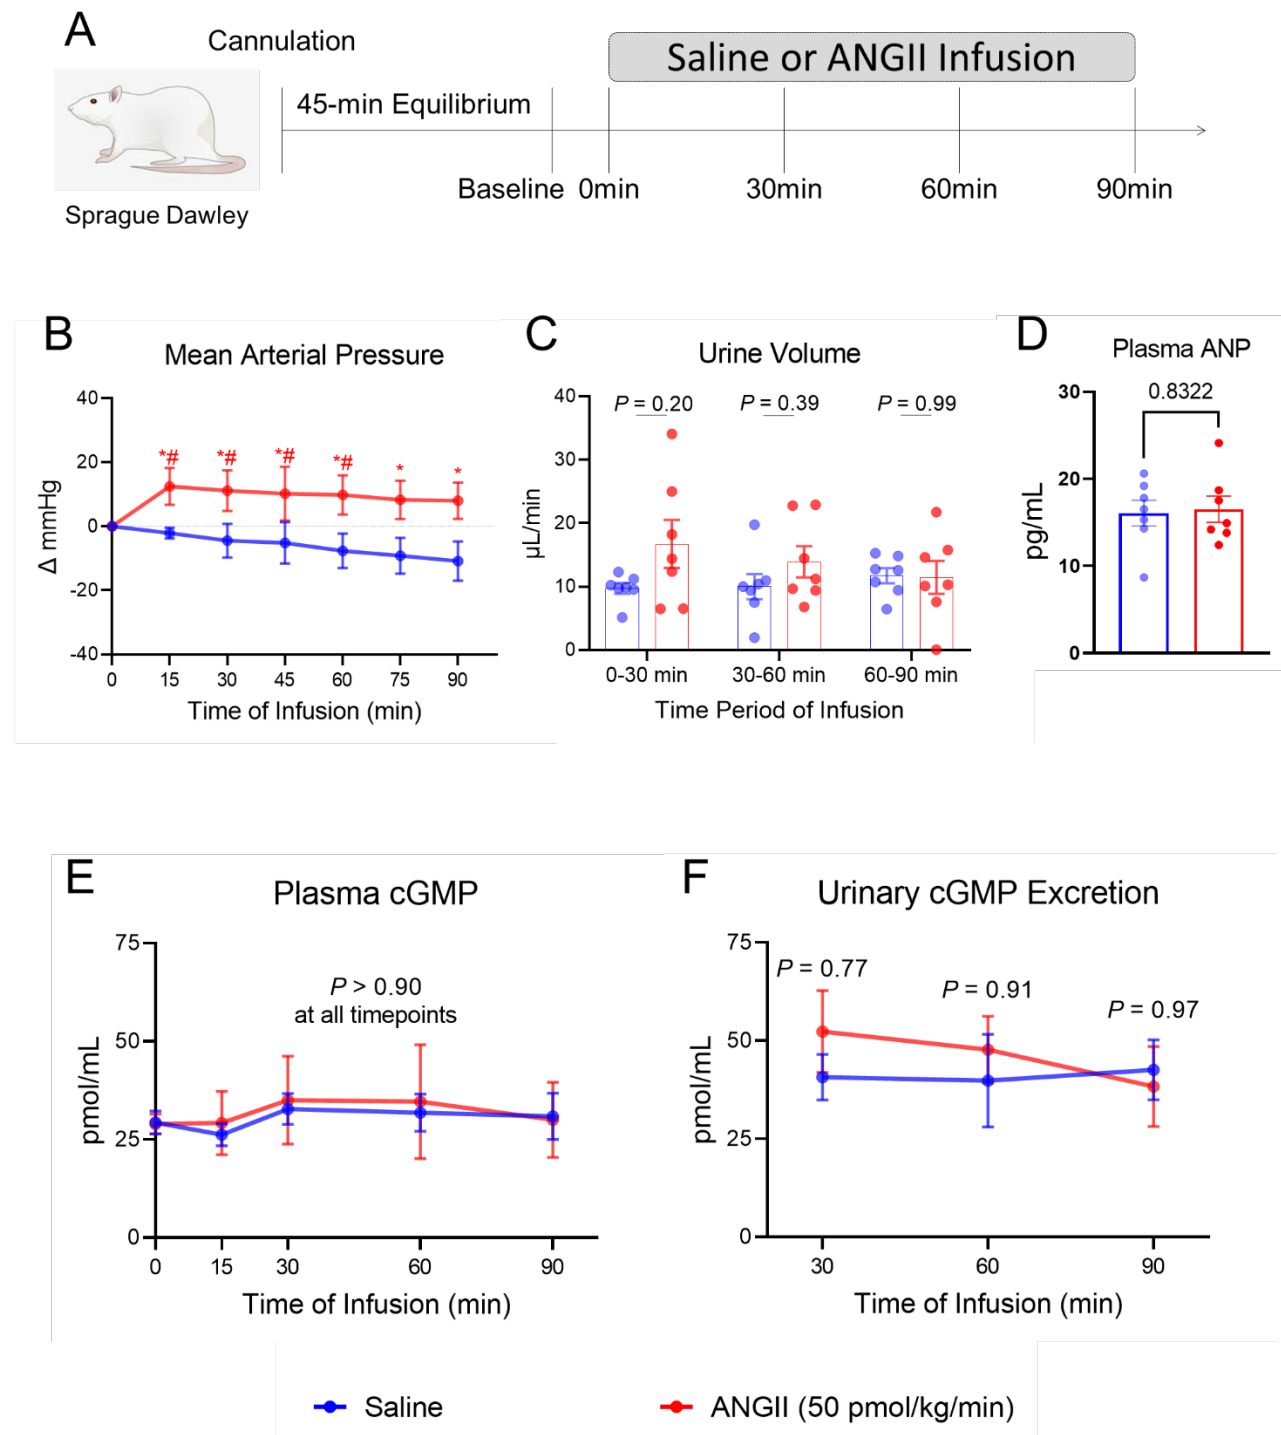 A
Cannulation
Saline or ANGII Infusion
45-min Equilibrium
Baseline 0min 30min 60min 90min
Sprague Dawley
B
Mean Arterial Pressure
Δ mmHg
40
20
0
-20
-40
*# *# *# *# * *
0 15 30 45 60 75 90
Time of Infusion (min)
C
Urine Volume
µL/min
40
30
20
10
0
P = 0.20 P = 0.39 P = 0.99
0-30 min 30-60 min 60-90 min
Time Period of Infusion
D
Plasma ANP
pg/mL
30
20
10
0
0.8322
E
Plasma cGMP
pmol/mL
75
50
25
0
P > 0.90
at all timepoints
0 15 30 60 90
Time of Infusion (min)
F
Urinary cGMP Excretion
pmol/mL
75
50
25
0
P = 0.77
P = 0.91
P = 0.97
30 60 90
Time of Infusion (min)
Saline ANGII (50 pmol/kg/min)